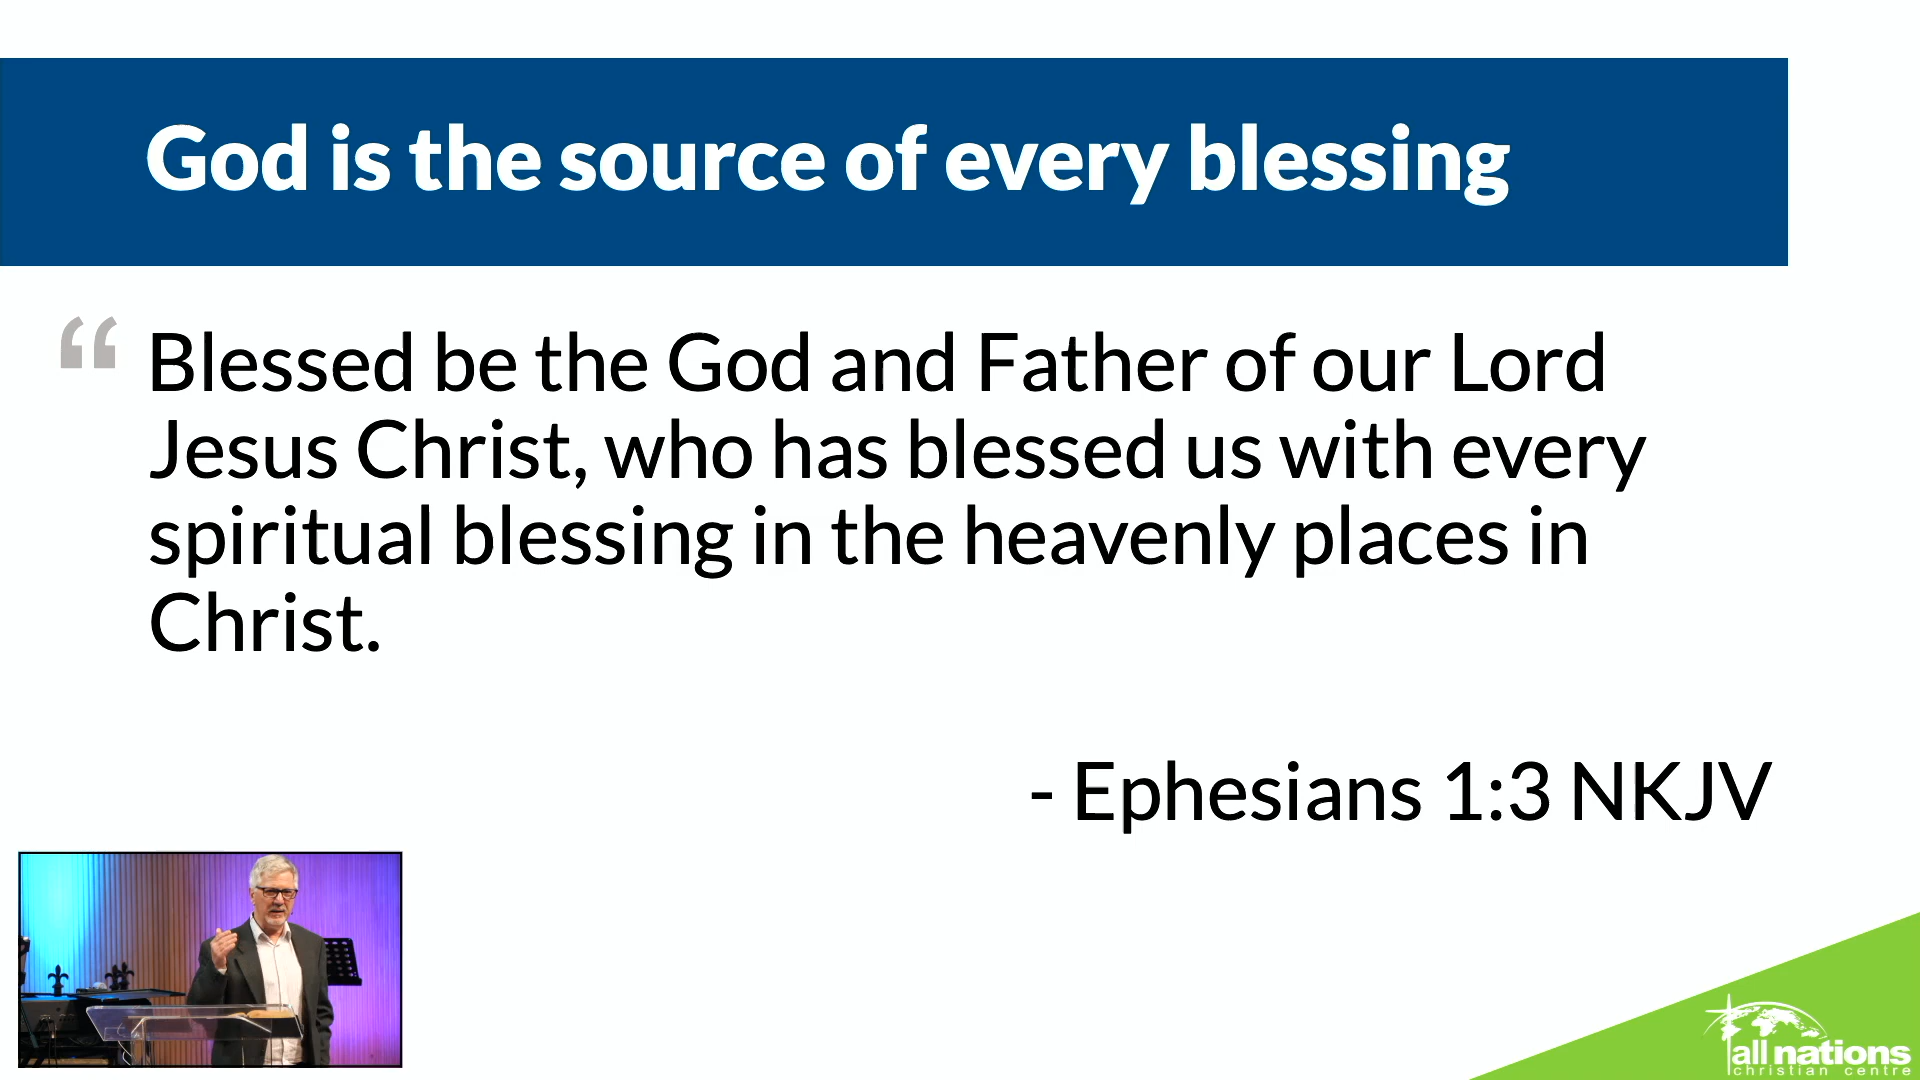 God is the source of every blessing
“ Blessed be the God and Father of our Lord
Jesus Christ, who has blessed us with every
spiritual blessing in the heavenly places in
Christ.
- Ephesians 1:3 NKJV
all nations
christian centre